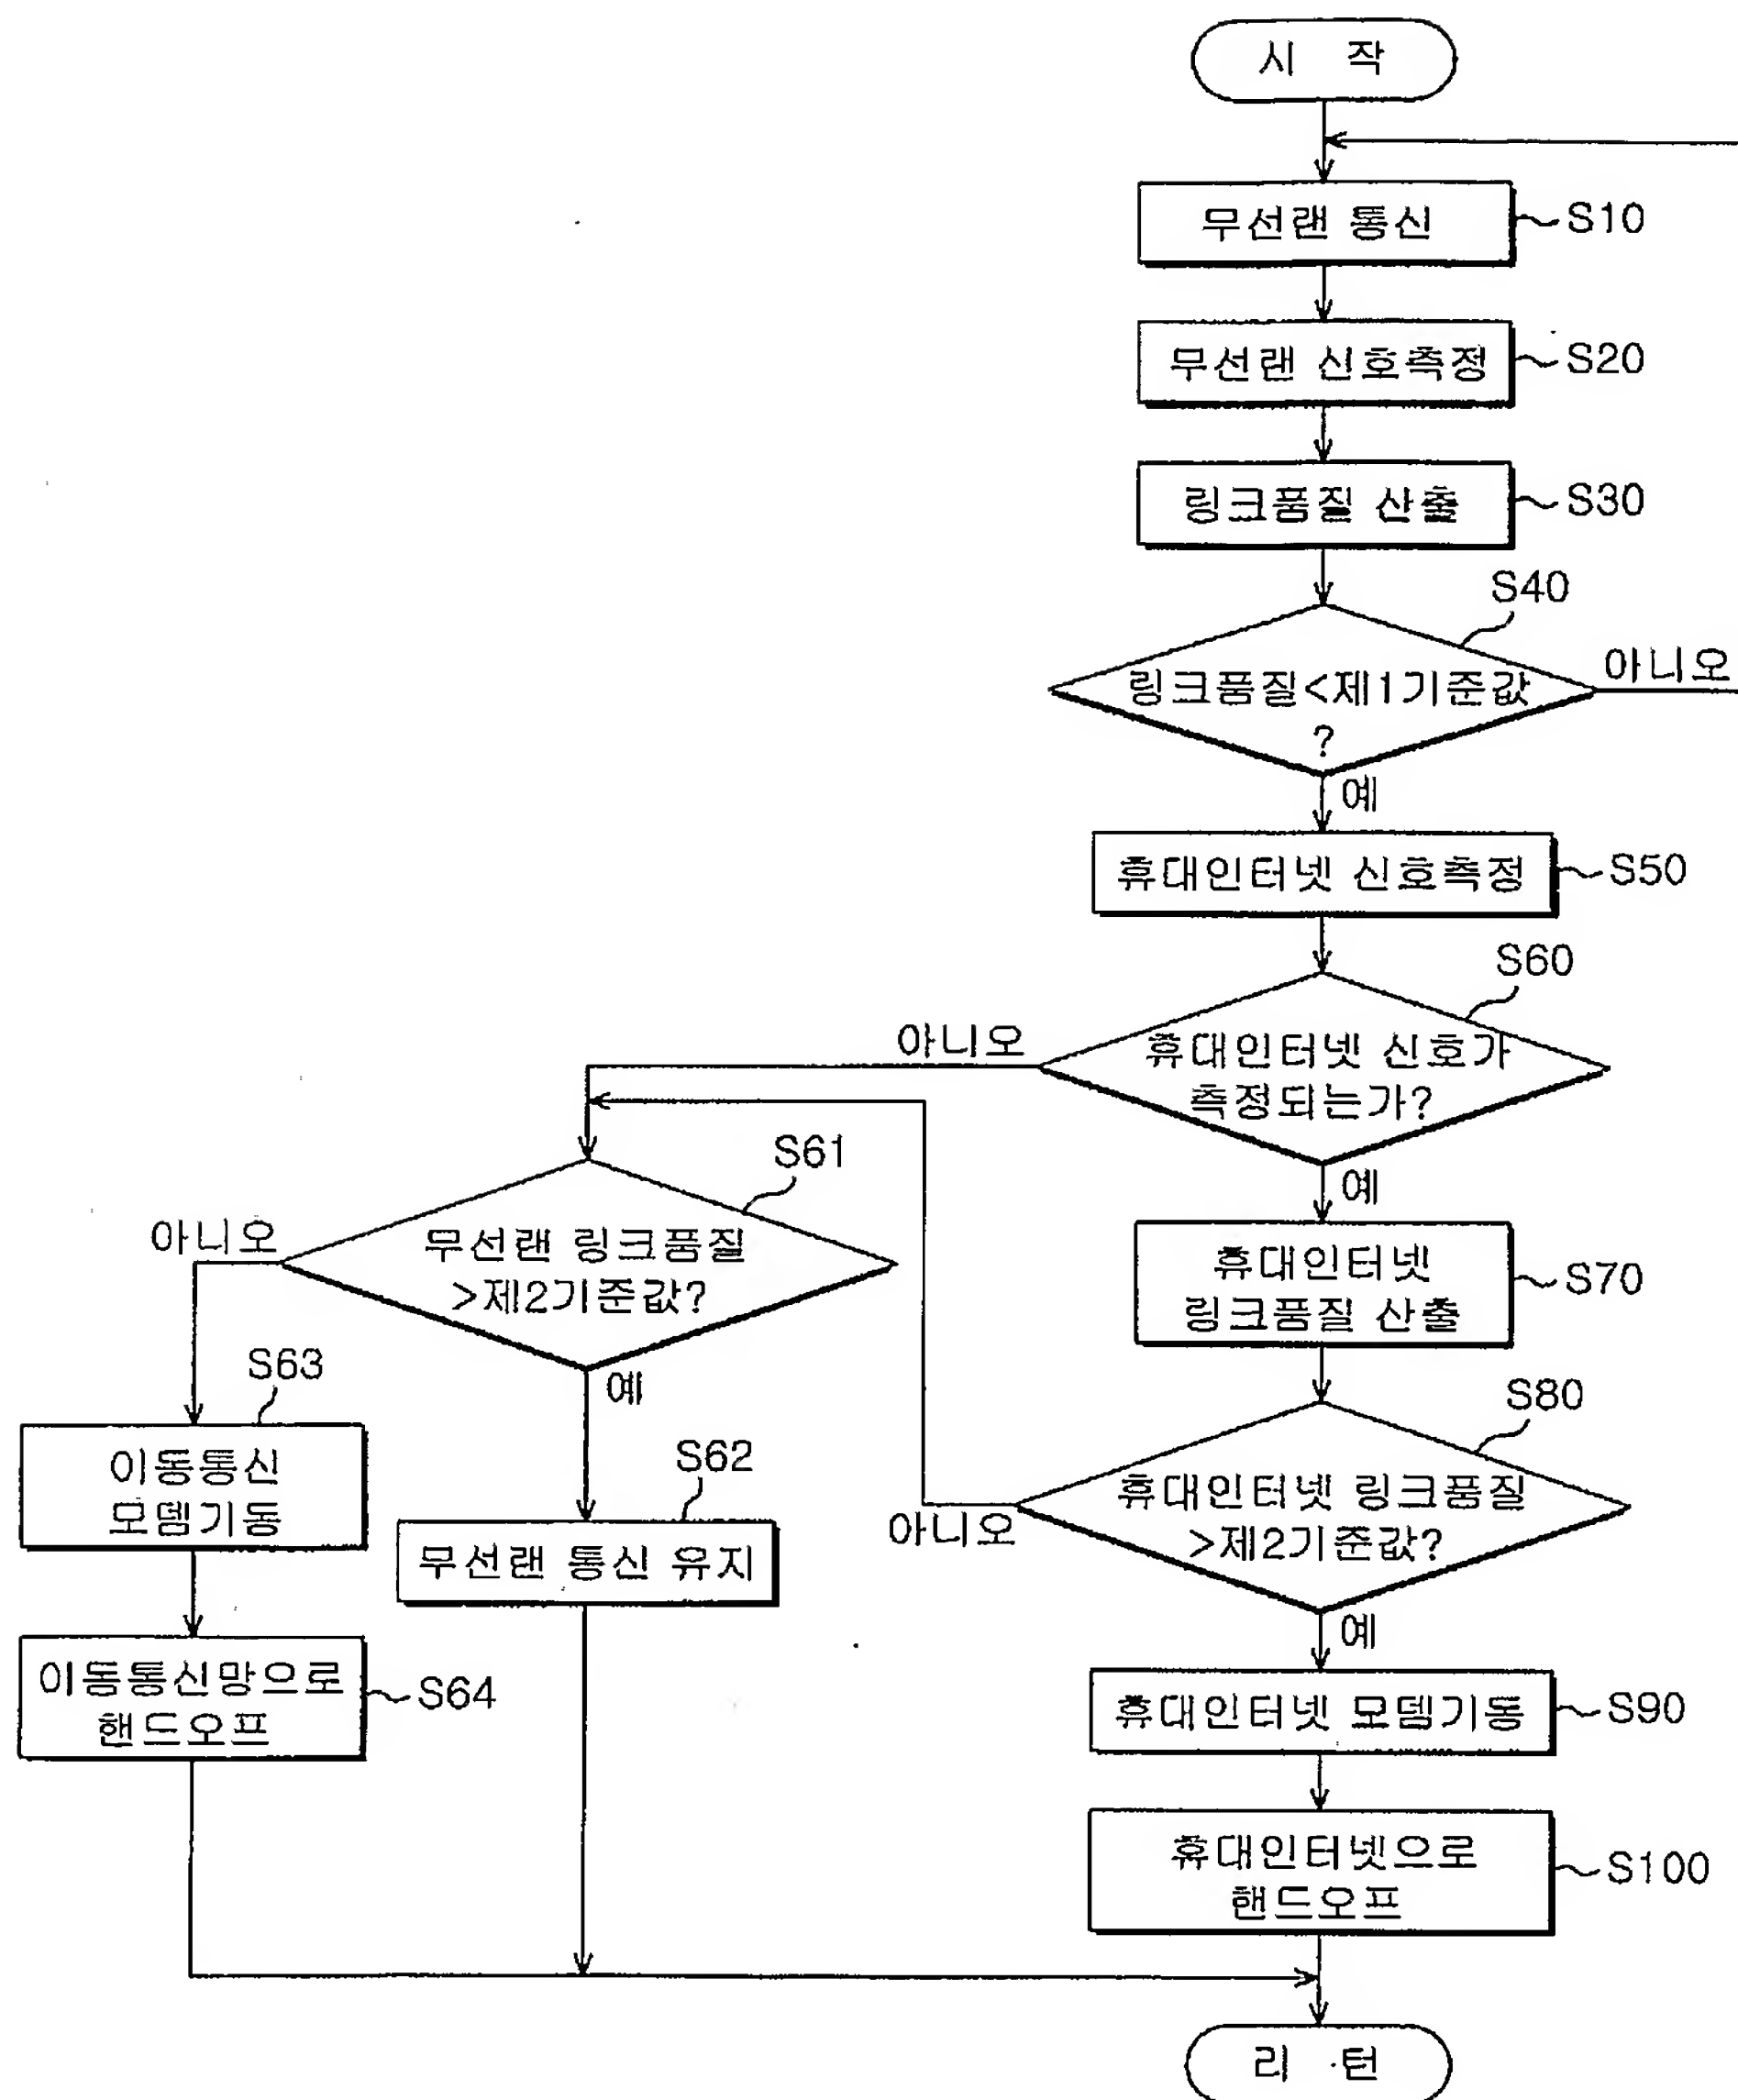 시 작
무선랜 통신
S10
무선랜 신호측정
S20
링크품질 산출
S30
S40
링크품질<제1기준값
?
아니오
예
휴대인터넷 신호측정
S50
S60
휴대인터넷 신호가
측정되는가?
아니오
예
S61
무선랜 링크품질
>제2기준값?
아니오
예
휴대인터넷
링크품질 산출
S70
S63
이동통신
모뎀기동
S62
무선랜 통신 유지
S80
휴대인터넷 링크품질
>제2기준값?
아니오
예
이동통신망으로
핸드오프
S64
휴대인터넷 모뎀기동
S90
휴대인터넷으로
핸드오프
S100
리 턴